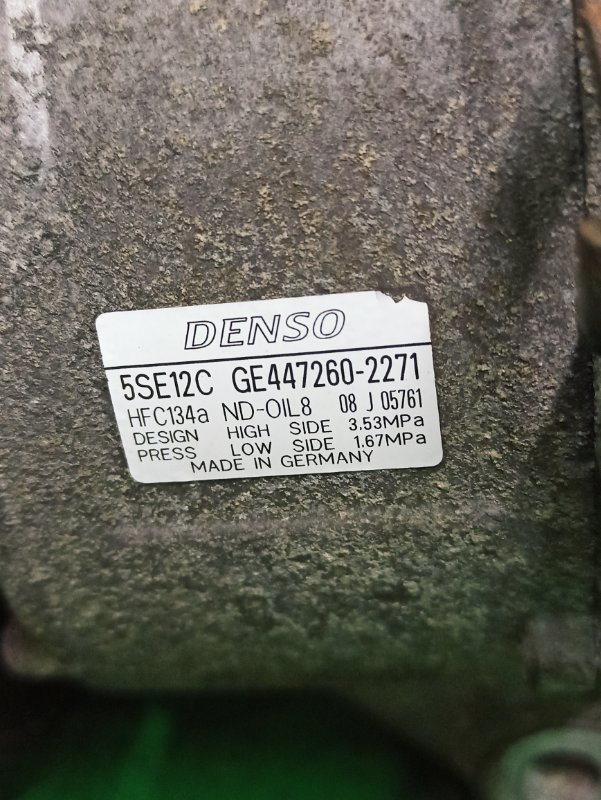 DENSO
5SE12C GE447260-2271
HFC134a ND-OIL8 08 J 05761
DESIGN HIGH SIDE 3.53MPa
PRESS LOW SIDE 1.67MPa
MADE IN GERMANY